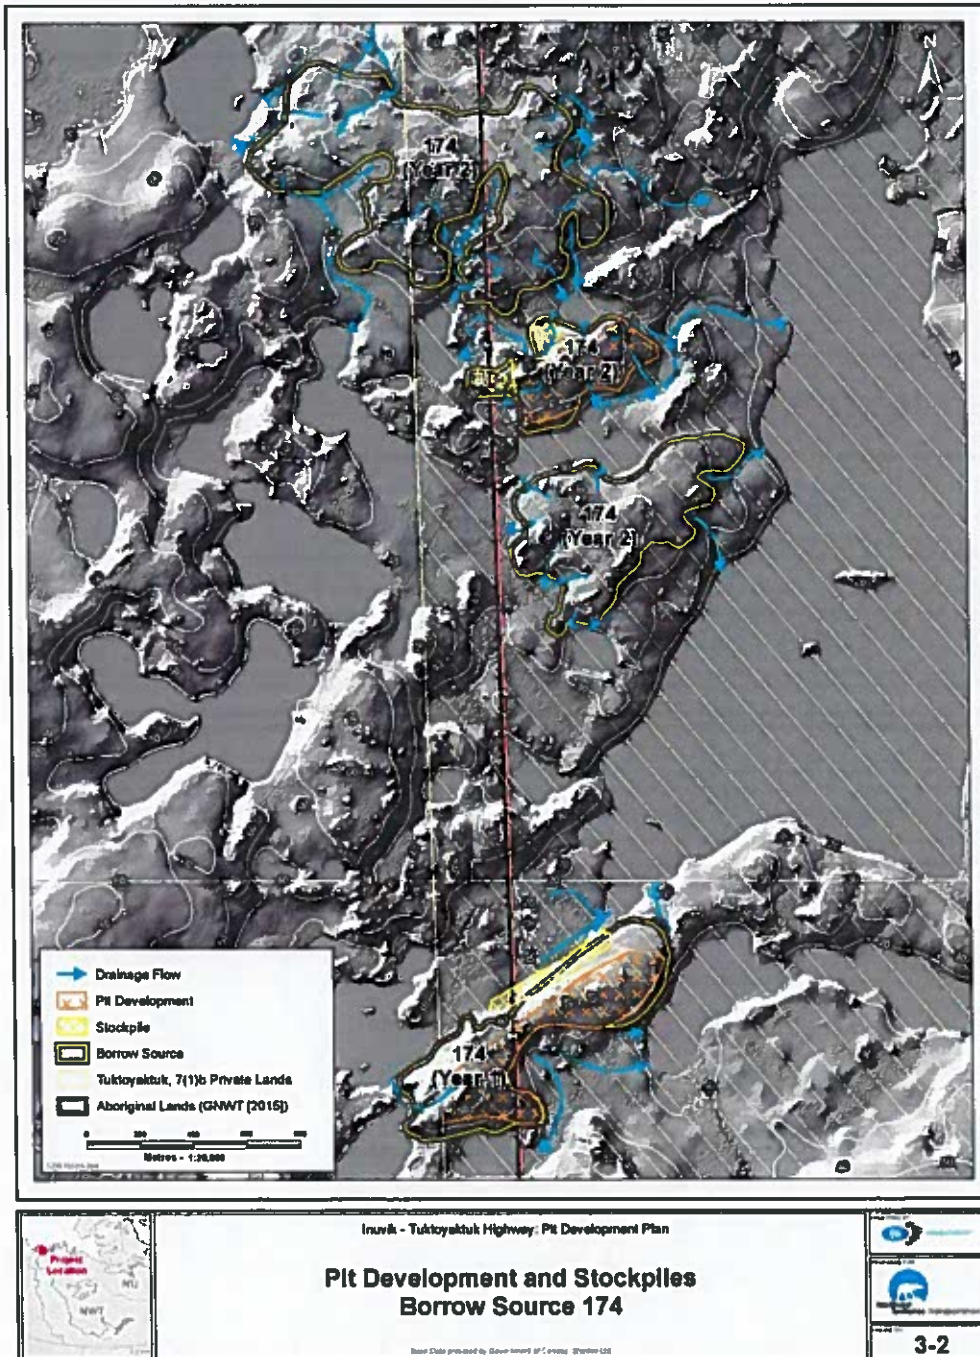 N
174
(Year 2)
174
(Year 2)
174
(Year 2)
174
(Year 1)
Drainage Flow
Pit Development
Stockpile
Borrow Source
Tuktoyaktuk, 7(1)b Private Lands
Aboriginal Lands (GNWT [2015])
0
Metres - 1:20,000
Project
Location
NU
NWT
Inuvik - Tuktoyaktuk Highway: Pit Development Plan
Pit Development and Stockpiles
Borrow Source 174
3-2